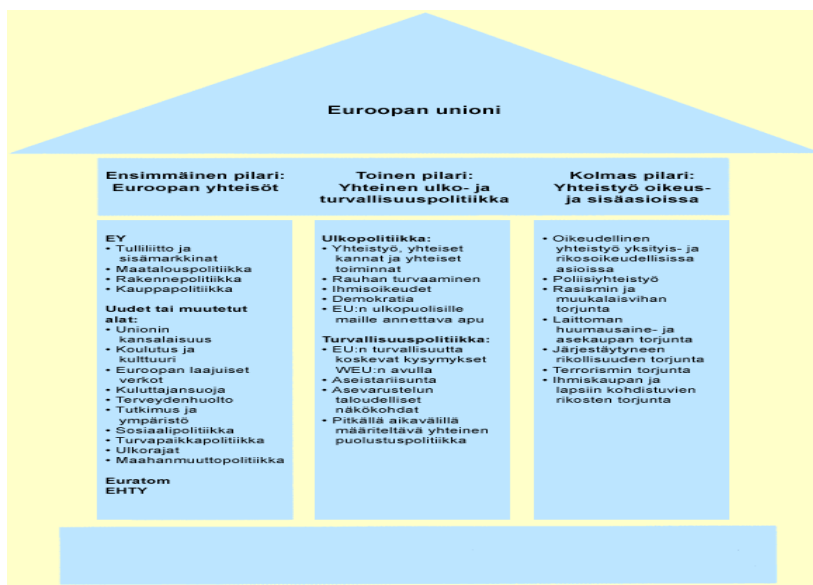 Euroopan unioni
Ensimmäinen pilari:
Euroopan yhteisöt
Toinen pilari:
Yhteinen ulko- ja
turvallisuuspolitiikka
Kolmas pilari:
Yhteistyö oikeus-
ja sisäasioissa
EY
• Tulliliitto ja
sisämarkkinat
• Maatalouspolitiikka
• Rakennepolitiikka
• Kauppapolitiikka
Uudet tai muutetut
alat:
• Unionin
kansalaisuus
• Koulutus ja
kulttuuri
• Euroopan laajuiset
verkot
• Kuluttajansuoja
• Terveydenhuolto
• Tutkimus ja
ympäristö
• Sosiaalipolitiikka
• Turvapaikkapolitiikka
• Ulkorajat
• Maahanmuuttopolitiikka
Euratom
EHTY
Ulkopolitiikka:
• Yhteistyö, yhteiset
kannat ja yhteiset
toiminnat
• Rauhan turvaaminen
• Ihmisoikeudet
• Demokratia
• EU:n ulkopuolisille
maille annettava apu
Turvallisuuspolitiikka:
• EU:n turvallisuutta
koskevat kysymykset
WEU:n avulla
• Aseistariisunta
• Asevarustelun
taloudelliset
näkökohdat
• Pitkällä aikavälillä
määriteltävä yhteinen
puolustuspolitiikka
• Oikeudellinen
yhteistyö yksityis- ja
rikosoikeudellisissa
asioissa
• Poliisiyhteistyö
• Rasismin ja
muukalaisvihan
torjunta
• Laittoman
huumausaine- ja
asekaupan torjunta
• Järjestäytyneen
rikollisuuden torjunta
• Terrorismin torjunta
• Ihmiskaupan ja
lapsiin kohdistuvien
rikosten torjunta